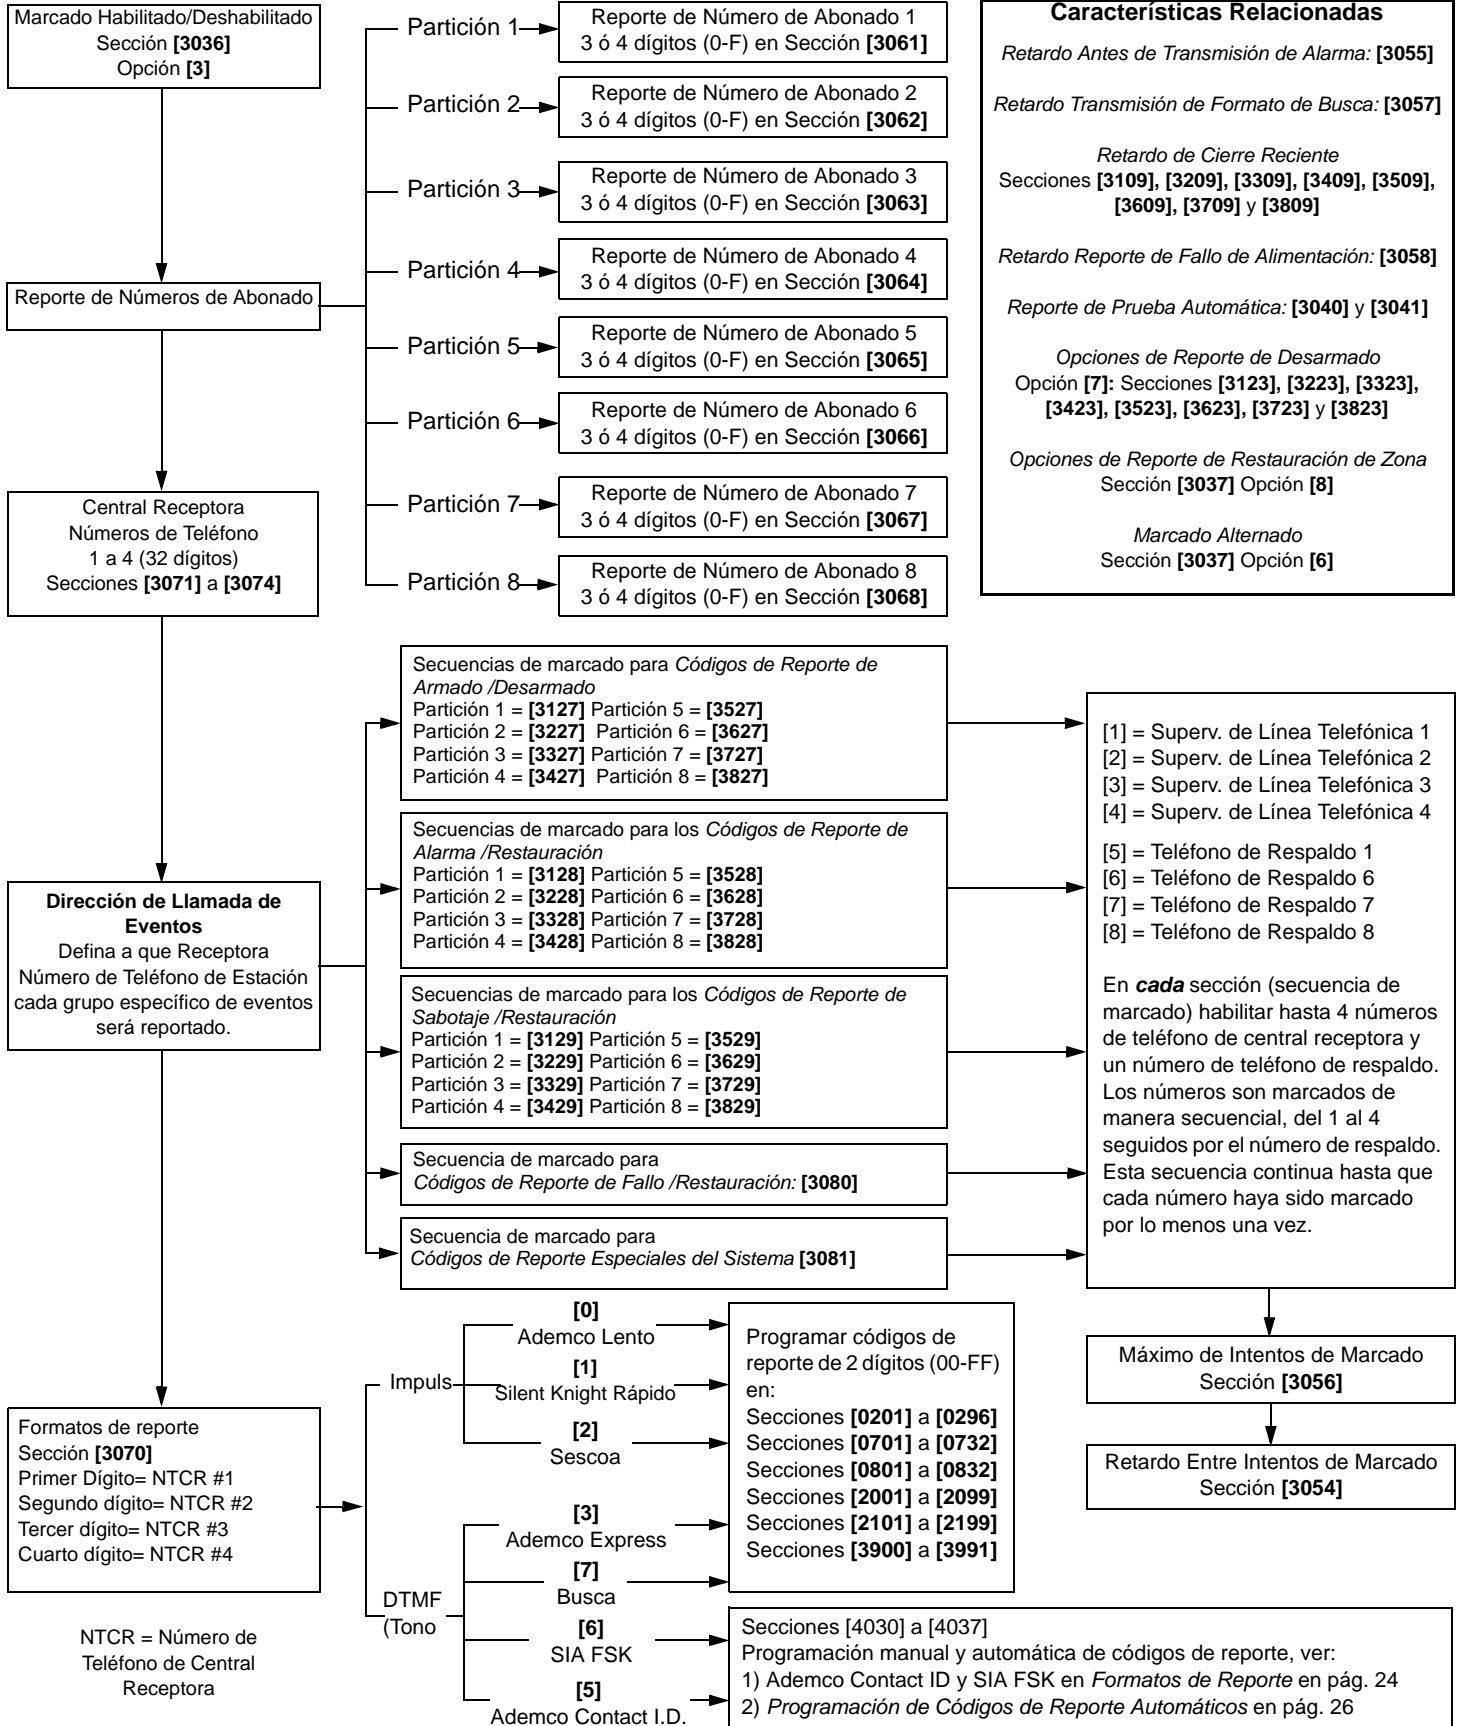 Marcado Habilitado/Deshabilitado
Sección [3036]
Opción [3]
Reporte de Números de Abonado
Central Receptora
Números de Teléfono
1 a 4 (32 dígitos)
Secciones [3071] a [3074]
Dirección de Llamada de
Eventos
Defina a que Receptora
Número de Teléfono de Estación
cada grupo específico de eventos
será reportado.
Formatos de reporte
Sección [3070]
Primer Dígito= NTCR #1
Segundo dígito= NTCR #2
Tercer dígito= NTCR #3
Cuarto dígito= NTCR #4
NTCR = Número de
Teléfono de Central
Receptora
Partición 1
Reporte de Número de Abonado 1
3 ó 4 dígitos (0-F) en Sección [3061]
Partición 2
Reporte de Número de Abonado 2
3 ó 4 dígitos (0-F) en Sección [3062]
Partición 3
Reporte de Número de Abonado 3
3 ó 4 dígitos (0-F) en Sección [3063]
Partición 4
Reporte de Número de Abonado 4
3 ó 4 dígitos (0-F) en Sección [3064]
Partición 5
Reporte de Número de Abonado 5
3 ó 4 dígitos (0-F) en Sección [3065]
Partición 6
Reporte de Número de Abonado 6
3 ó 4 dígitos (0-F) en Sección [3066]
Partición 7
Reporte de Número de Abonado 7
3 ó 4 dígitos (0-F) en Sección [3067]
Partición 8
Reporte de Número de Abonado 8
3 ó 4 dígitos (0-F) en Sección [3068]
Características Relacionadas
Retardo Antes de Transmisión de Alarma: [3055]
Retardo Transmisión de Formato de Busca: [3057]
Retardo de Cierre Reciente
Secciones [3109], [3209], [3309], [3409], [3509],
[3609], [3709] y [3809]
Retardo Reporte de Fallo de Alimentación: [3058]
Reporte de Prueba Automática: [3040] y [3041]
Opciones de Reporte de Desarmado
Opción [7]: Secciones [3123], [3223], [3323],
[3423], [3523], [3623], [3723] y [3823]
Opciones de Reporte de Restauración de Zona
Sección [3037] Opción [8]
Marcado Alternado
Sección [3037] Opción [6]
Secuencias de marcado para Códigos de Reporte de
Armado /Desarmado
Partición 1 = [3127] Partición 5 = [3527]
Partición 2 = [3227] Partición 6 = [3627]
Partición 3 = [3327] Partición 7 = [3727]
Partición 4 = [3427] Partición 8 = [3827]
Secuencias de marcado para los Códigos de Reporte de
Alarma /Restauración
Partición 1 = [3128] Partición 5 = [3528]
Partición 2 = [3228] Partición 6 = [3628]
Partición 3 = [3328] Partición 7 = [3728]
Partición 4 = [3428] Partición 8 = [3828]
Secuencias de marcado para los Códigos de Reporte de
Sabotaje /Restauración
Partición 1 = [3129] Partición 5 = [3529]
Partición 2 = [3229] Partición 6 = [3629]
Partición 3 = [3329] Partición 7 = [3729]
Partición 4 = [3429] Partición 8 = [3829]
Secuencia de marcado para
Códigos de Reporte de Fallo /Restauración: [3080]
Secuencia de marcado para
Códigos de Reporte Especiales del Sistema [3081]
[1] = Superv. de Línea Telefónica 1
[2] = Superv. de Línea Telefónica 2
[3] = Superv. de Línea Telefónica 3
[4] = Superv. de Línea Telefónica 4
[5] = Teléfono de Respaldo 1
[6] = Teléfono de Respaldo 6
[7] = Teléfono de Respaldo 7
[8] = Teléfono de Respaldo 8
En cada sección (secuencia de
marcado) habilitar hasta 4 números
de teléfono de central receptora y
un número de teléfono de respaldo.
Los números son marcados de
manera secuencial, del 1 al 4
seguidos por el número de respaldo.
Esta secuencia continua hasta que
cada número haya sido marcado
por lo menos una vez.
Máximo de Intentos de Marcado
Sección [3056]
Retardo Entre Intentos de Marcado
Sección [3054]
Impuls
[0]
Ademco Lento
[1]
Silent Knight Rápido
[2]
Sescoa
DTMF
(Tono
[3]
Ademco Express
[7]
Busca
[6]
SIA FSK
[5]
Ademco Contact I.D.
Programar códigos de
reporte de 2 dígitos (00-FF)
en:
Secciones [0201] a [0296]
Secciones [0701] a [0732]
Secciones [0801] a [0832]
Secciones [2001] a [2099]
Secciones [2101] a [2199]
Secciones [3900] a [3991]
Secciones [4030] a [4037]
Programación manual y automática de códigos de reporte, ver:
1) Ademco Contact ID y SIA FSK en Formatos de Reporte en pág. 24
2) Programación de Códigos de Reporte Automáticos en pág. 26